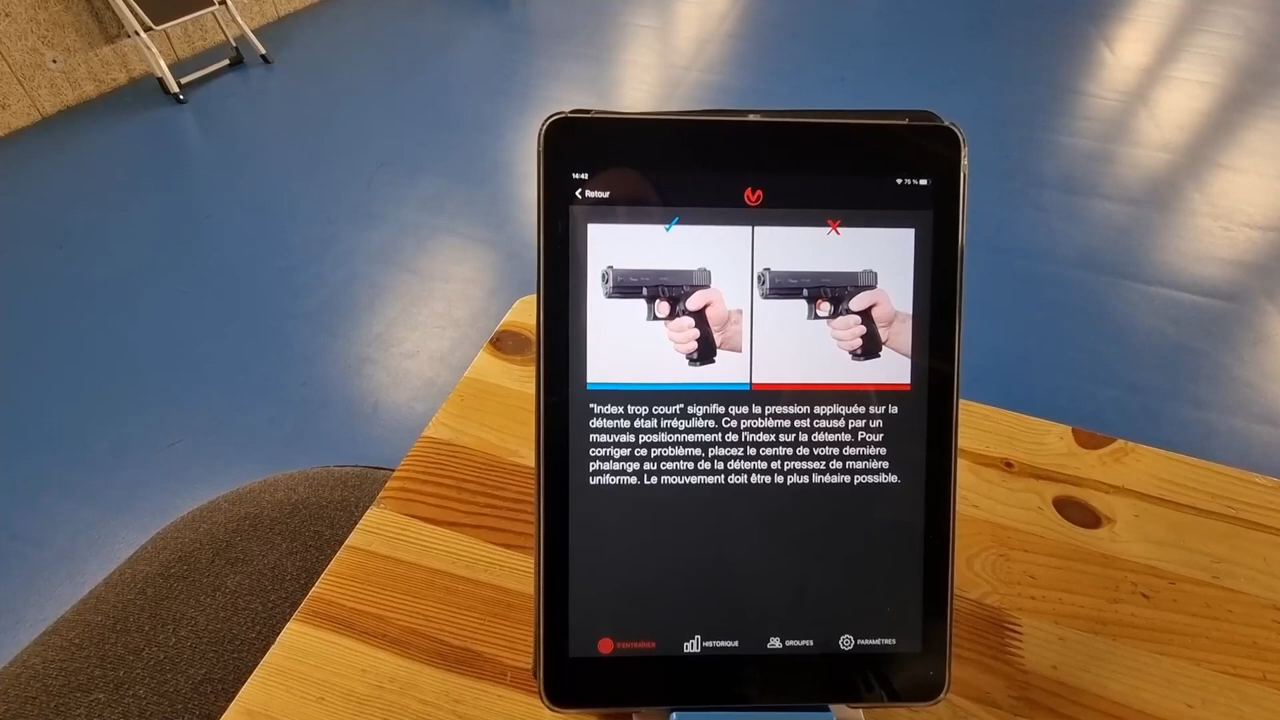 14:42
75 %
Retour
"Index trop court" signifie que la pression appliquée sur la
détente était irrégulière. Ce problème est causé par un
mauvais positionnement de l'index sur la détente. Pour
corriger ce problème, placez le centre de votre dernière
phalange au centre de la détente et pressez de manière
uniforme. Le mouvement doit être le plus linéaire possible.
S'ENTRAÎNER
HISTORIQUE
GROUPES
PARAMÈTRES